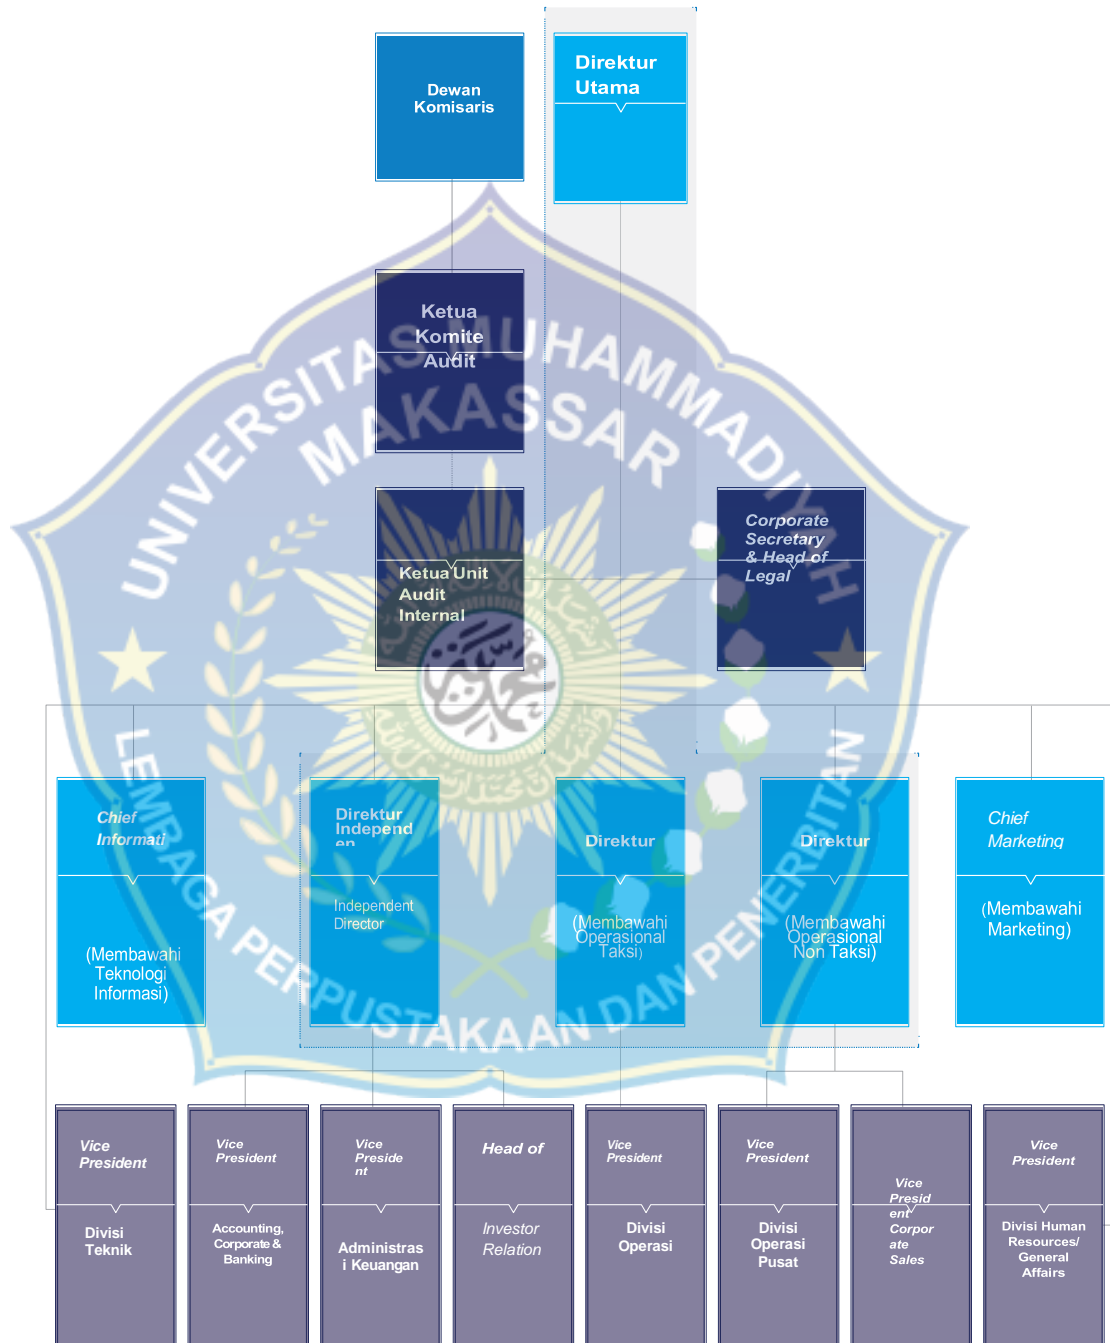 Dewan
Komisaris
Direktur
Utama
Ketua
Komite
Audit
UNIVERSITAS MUHAMMADIYAH
MAKASSAR
Ketua Unit
Audit
Internal
Corporate
Secretary
& Head of
Legal
Chief
Informati
(Membawahi
Teknologi
Informasi)
Direktur
Independ
en
Independent
Director
Direktur
(Membawahi
Operasional
Taksi)
Direktur
(Membawahi
Operasional
Non Taksi)
Chief
Marketing
(Membawahi
Marketing)
LEMBAGA PERPUSTAKAAN DAN PENERBITAN
Vice
President
Divisi
Teknik
Vice
President
Accounting,
Corporate &
Banking
Vice
Preside
nt
Administras
i Keuangan
Head of
Investor
Relation
Vice
President
Divisi
Operasi
Vice
President
Divisi
Operasi
Pusat
Vice
Presid
ent
Corpor
ate
Sales
Vice
President
Divisi Human
Resources/
General
Affairs